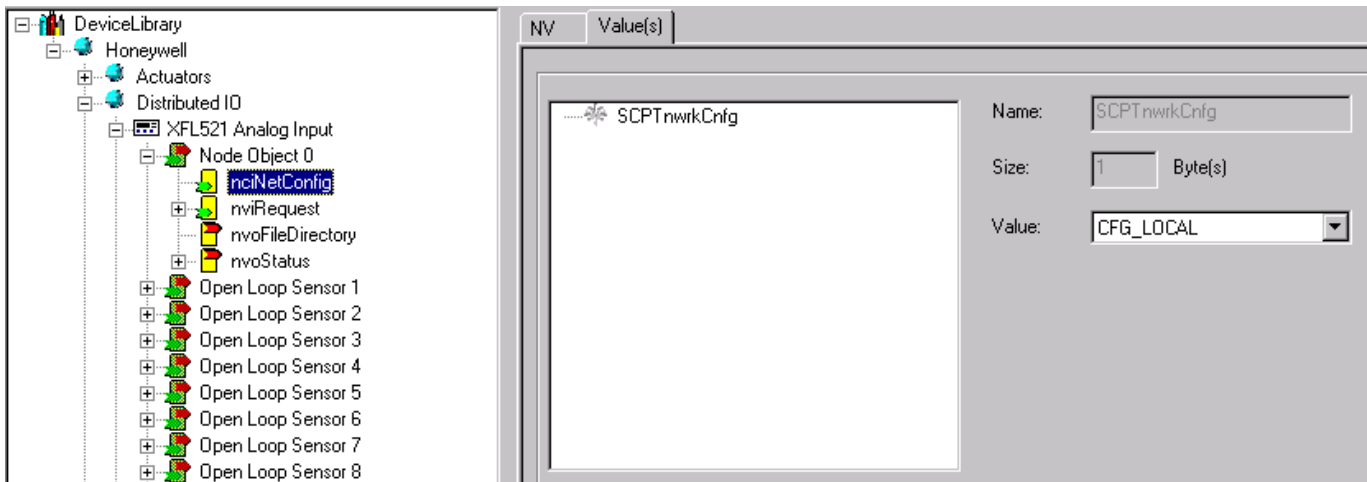 DeviceLibrary
Honeywell
Actuators
Distributed IO
XFL521 Analog Input
Node Object 0
nciNetConfig
nviRequest
nvoFileDirectory
nvoStatus
Open Loop Sensor 1
Open Loop Sensor 2
Open Loop Sensor 3
Open Loop Sensor 4
Open Loop Sensor 5
Open Loop Sensor 6
Open Loop Sensor 7
Open Loop Sensor 8
NV Value(s)
SCPTnwrkCnfg
Name: SCPTnwrkCnfg
Size: 1 Byte(s)
Value: CFG_LOCAL